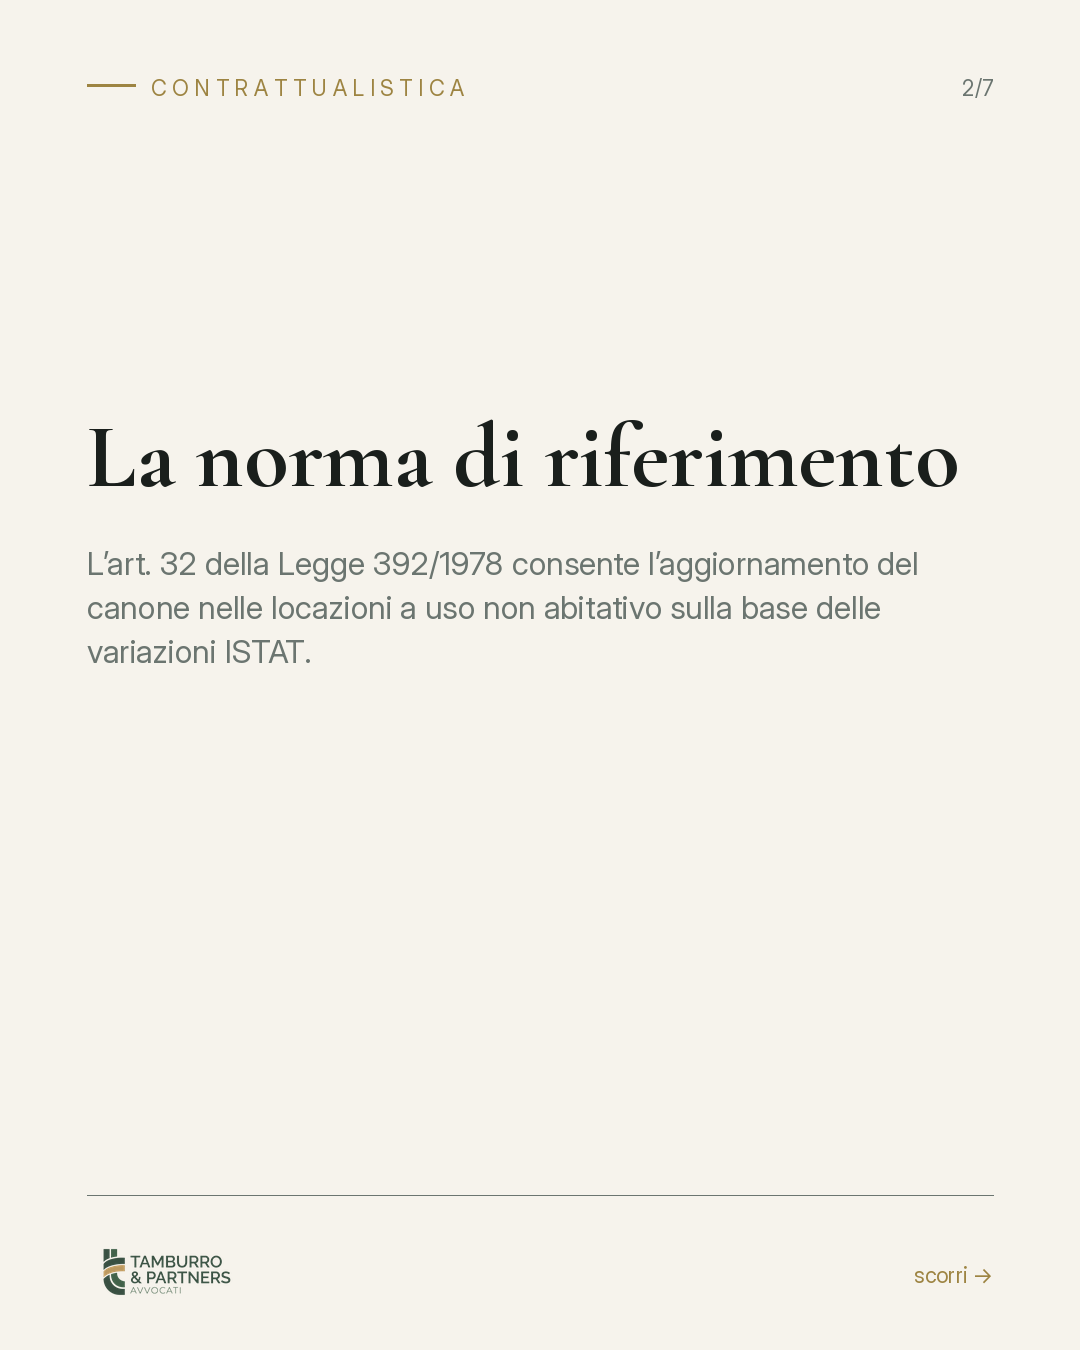 CONTRATTUALISTICA
2/7
La norma di riferimento
L’art. 32 della Legge 392/1978 consente l’aggiornamento del
canone nelle locazioni a uso non abitativo sulla base delle
variazioni ISTAT.
TAMBURRO
& PARTNERS
AVVOCATI
scorri →